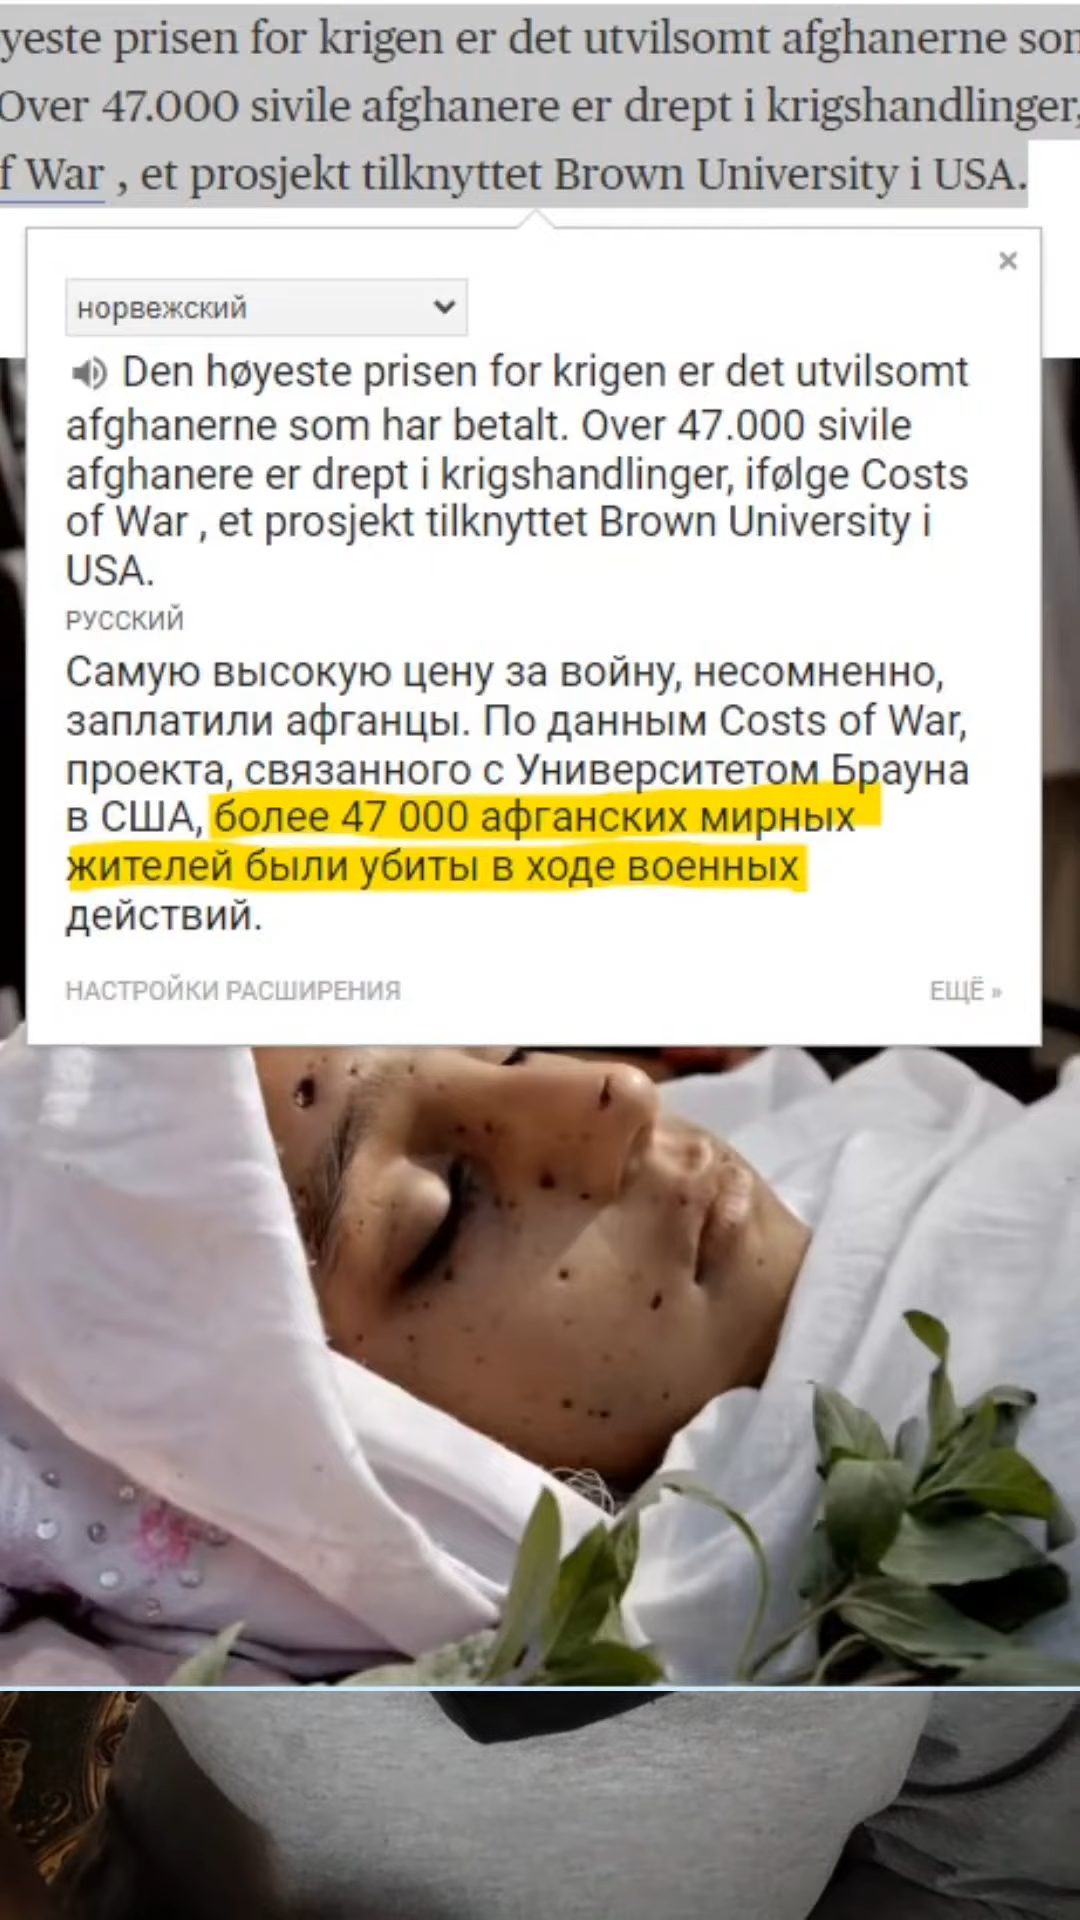 yeste prisen for krigen er det utvilsomt afghanerne som
Over 47.000 sivile afghanere er drept i krigshandlinger,
f War , et prosjekt tilknyttet Brown University i USA.
×
норвежский
Den høyeste prisen for krigen er det utvilsomt
afghanerne som har betalt. Over 47.000 sivile
afghanere er drept i krigshandlinger, ifølge Costs
of War , et prosjekt tilknyttet Brown University i
USA.
РУССКИЙ
Самую высокую цену за войну, несомненно,
заплатили афганцы. По данным Costs of War,
проекта, связанного с Университетом Брауна
в США, более 47 000 афганских мирных
жителей были убиты в ходе военных
действий.
НАСТРОЙКИ РАСШИРЕНИЯ
ЕЩЁ »